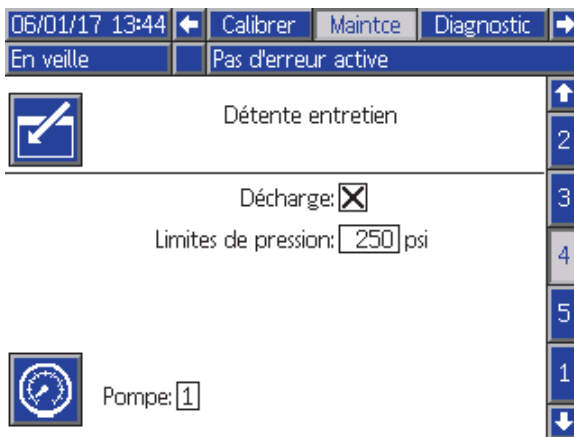 06/01/17 13:44 Calibrer Maintce Diagnostic
En veille Pas d'erreur active
Détente entretien
2
Décharge:
3
Limites de pression: 250 psi
4
5
1
Pompe: 1